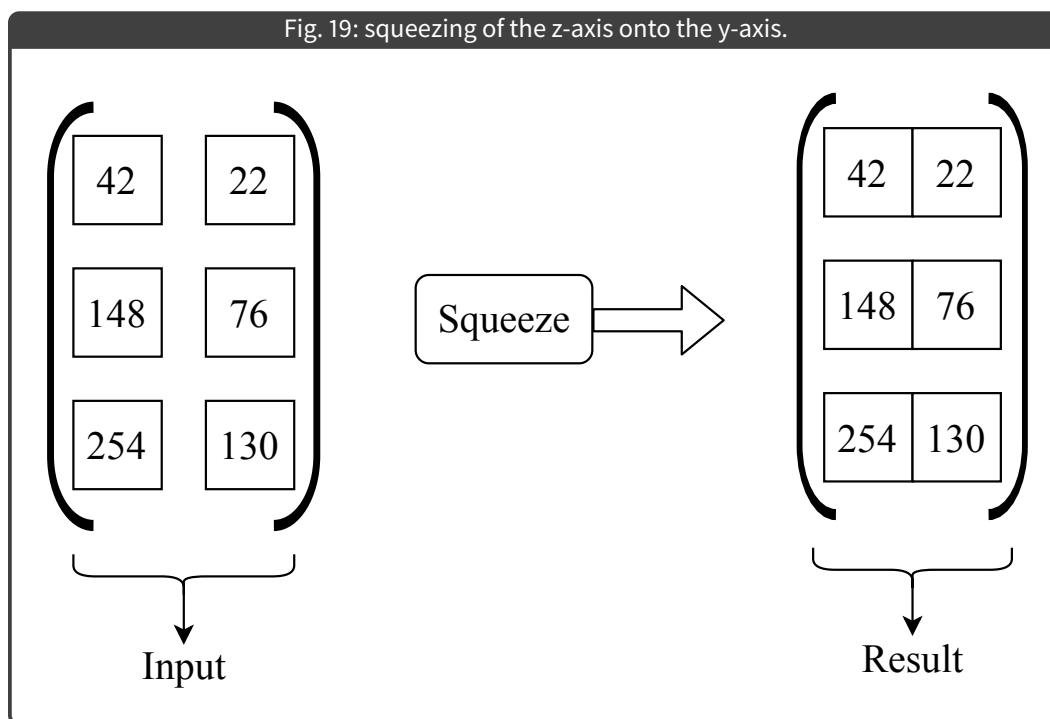 Fig. 19: squeezing of the z-axis onto the y-axis.
42 22 42 22
148 76 Squeeze 148 76
254 130 254 130
Input Result